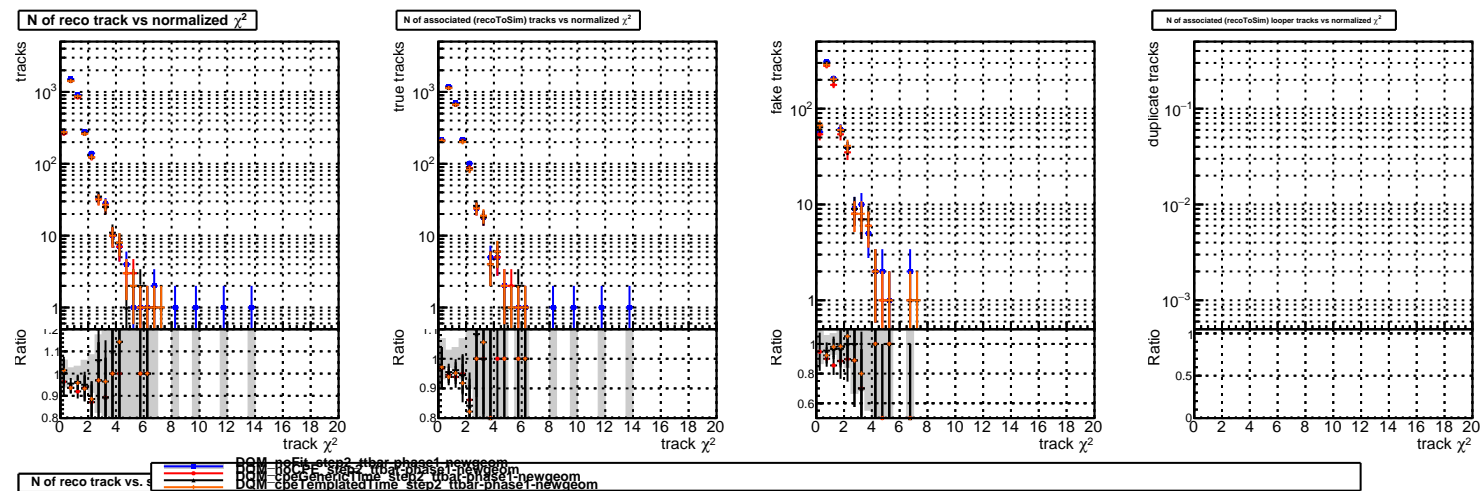 N of reco track vs normalized χ²
N of associated (recoToSim) tracks vs normalized χ²
N of associated (recoToSim) looper tracks vs normalized χ²
tracks
10³
10²
10
1
Ratio
1.2
1.1
1
0.9
0.8
0 2 4 6 8 10 12 14 16 18 20
track χ²
true tracks
10³
10²
10
1
Ratio
1.1
1
0.9
0.8
0 2 4 6 8 10 12 14 16 18 20
track χ²
fake tracks
10²
10
1
Ratio
1
0.8
0.6
0 2 4 6 8 10 12 14 16 18 20
track χ²
duplicate tracks
10⁻¹
10⁻²
10⁻³
Ratio
1
0.5
0
0 2 4 6 8 10 12 14 16 18 20
track χ²
N of reco track vs. s
DQM_noFit_step2_ttbar-phase1-newgeom
DQM_noCPE_step2_ttbar-phase1-newgeom
DQM_cpeGenericTime_step2_ttbar-phase1-newgeom
DQM_cpeTemplatedTime_step2_ttbar-phase1-newgeom